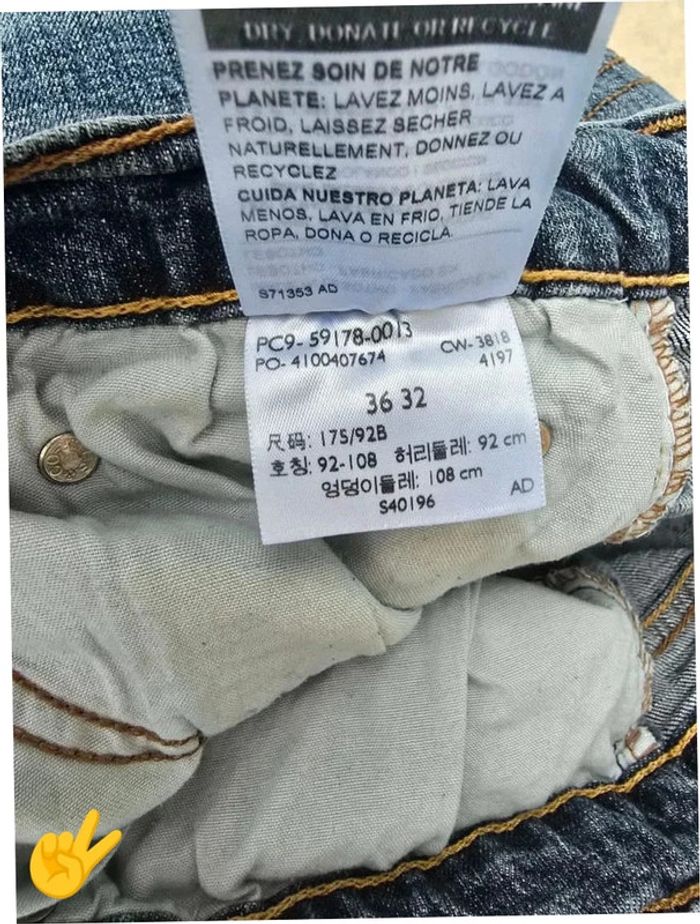 DRY, DONATE OR RECYCLE
PRENEZ SOIN DE NOTRE
PLANETE: LAVEZ MOINS, LAVEZ A
FROID, LAISSEZ SECHER
NATURELLEMENT, DONNEZ OU
RECYCLEZ
CUIDA NUESTRO PLANETA: LAVA
MENOS, LAVA EN FRIO, TIENDE LA
ROPA, DONA O RECICLA.
S71353 AD
PC9-59178-0013
PO-4100407674 CW-3818
4197
36 32
尺码: 175/92B
호칭: 92-108 허리둘레: 92 cm
엉덩이둘레: 108 cm
S40196 AD